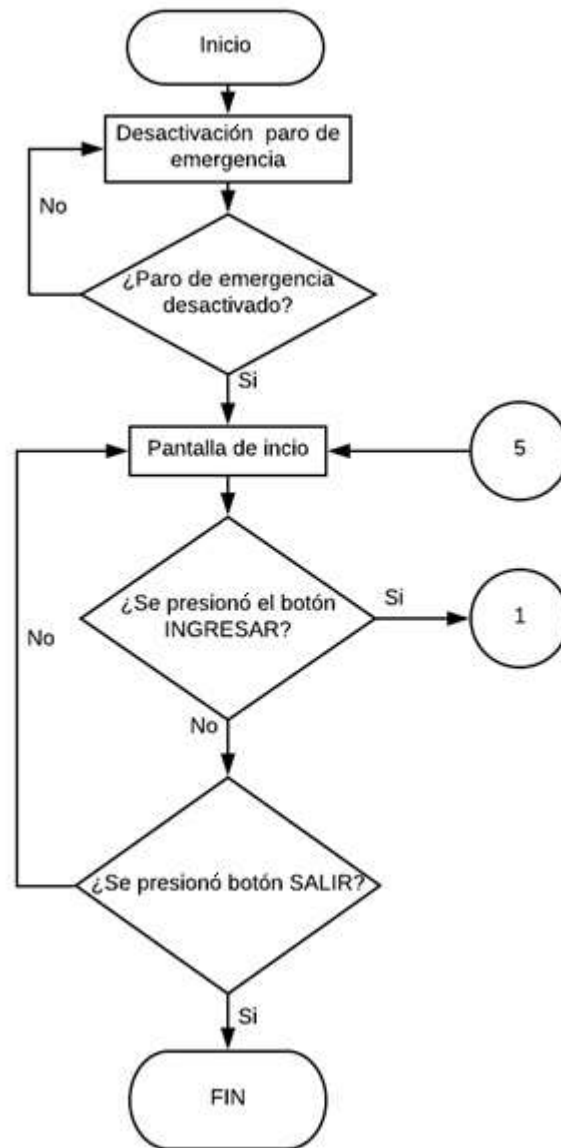 Inicio
Desactivación paro de
emergencia
No
¿Paro de emergencia
desactivado?
Si
Pantalla de incio
5
¿Se presionó el botón
INGRESAR?
Si
1
No
No
¿Se presionó botón SALIR?
Si
FIN